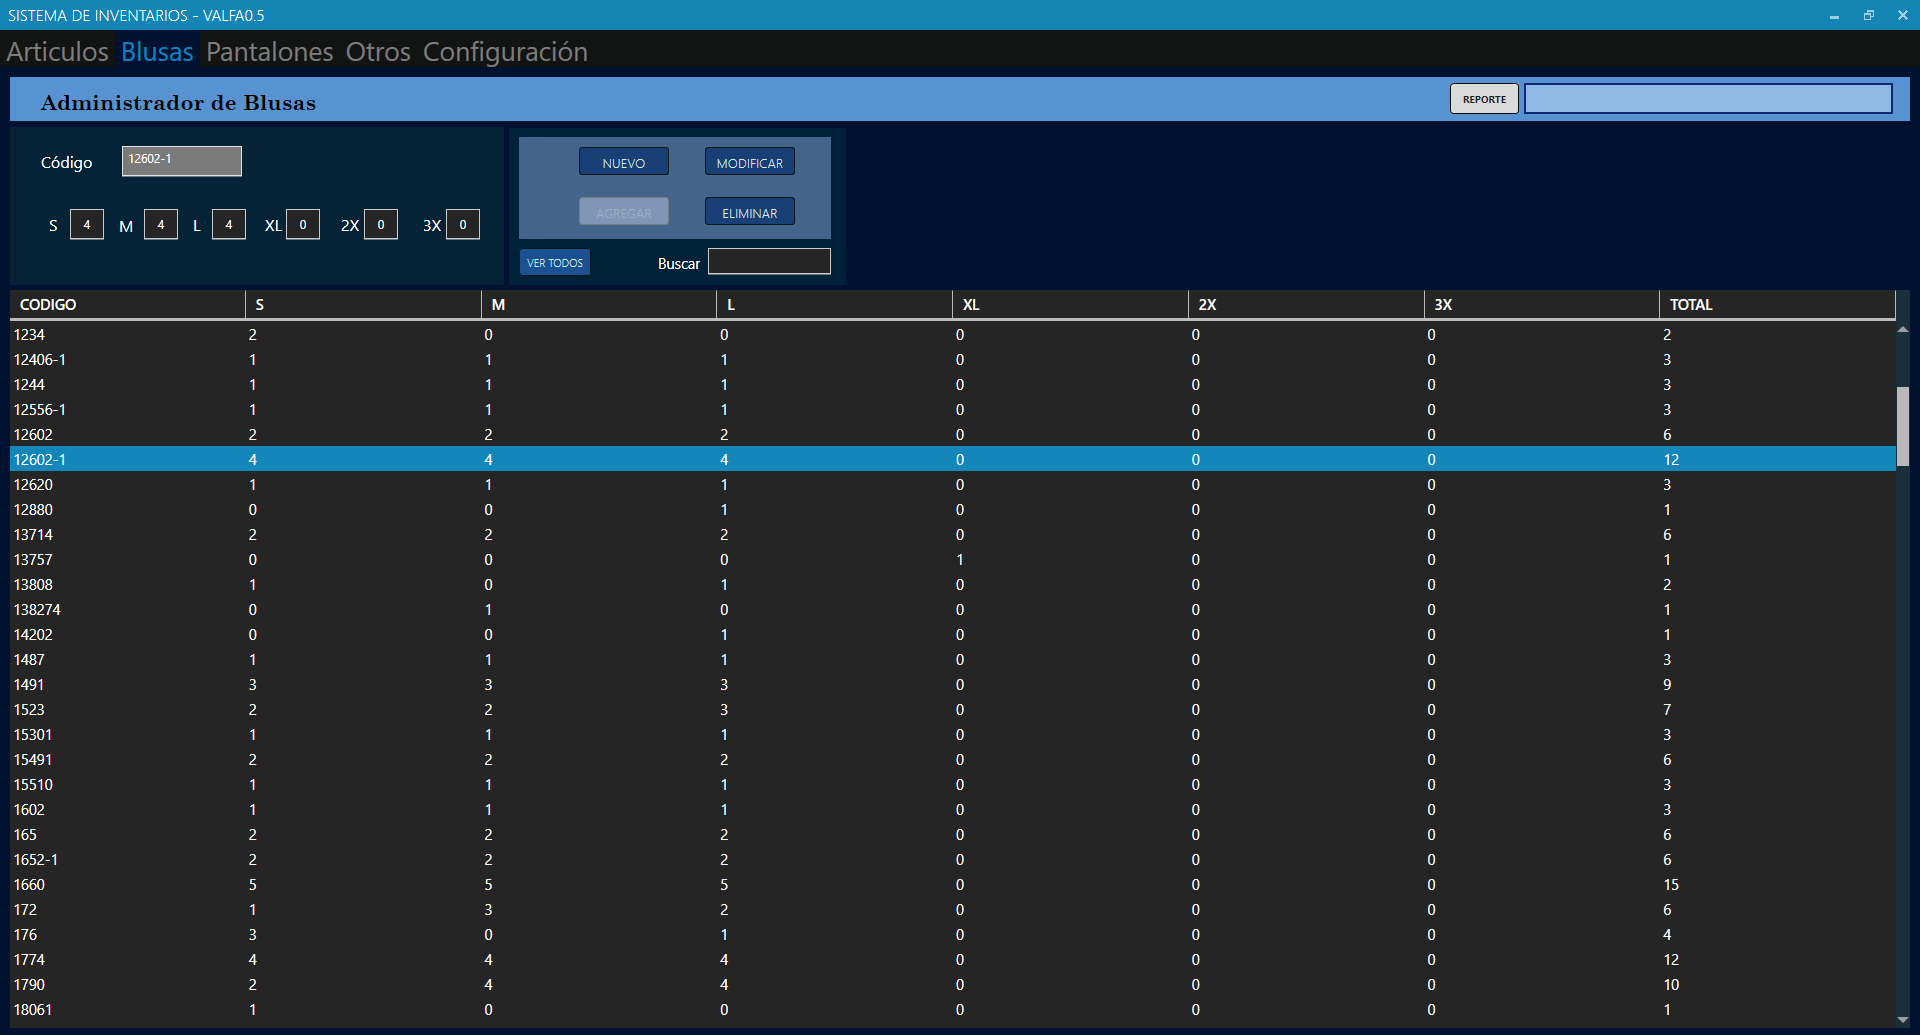 SISTEMA DE INVENTARIOS - VALFA0.5
Articulos Blusas Pantalones Otros Configuración
Administrador de Blusas REPORTE
Código 12602-1 NUEVO MODIFICAR
AGREGAR ELIMINAR
S 4 M 4 L 4 XL 0 2X 0 3X 0
VER TODOS Buscar
CODIGO S M L XL 2X 3X TOTAL
1234 2 0 0 0 0 0 2
12406-1 1 1 1 0 0 0 3
1244 1 1 1 0 0 0 3
12556-1 1 1 1 0 0 0 3
12602 2 2 2 0 0 0 6
12602-1 4 4 4 0 0 0 12
12620 1 1 1 0 0 0 3
12880 0 0 1 0 0 0 1
13714 2 2 2 0 0 0 6
13757 0 0 0 1 0 0 1
13808 1 0 1 0 0 0 2
138274 0 1 0 0 0 0 1
14202 0 0 1 0 0 0 1
1487 1 1 1 0 0 0 3
1491 3 3 3 0 0 0 9
1523 2 2 3 0 0 0 7
15301 1 1 1 0 0 0 3
15491 2 2 2 0 0 0 6
15510 1 1 1 0 0 0 3
1602 1 1 1 0 0 0 3
165 2 2 2 0 0 0 6
1652-1 2 2 2 0 0 0 6
1660 5 5 5 0 0 0 15
172 1 3 2 0 0 0 6
176 3 0 1 0 0 0 4
1774 4 4 4 0 0 0 12
1790 2 4 4 0 0 0 10
18061 1 0 0 0 0 0 1